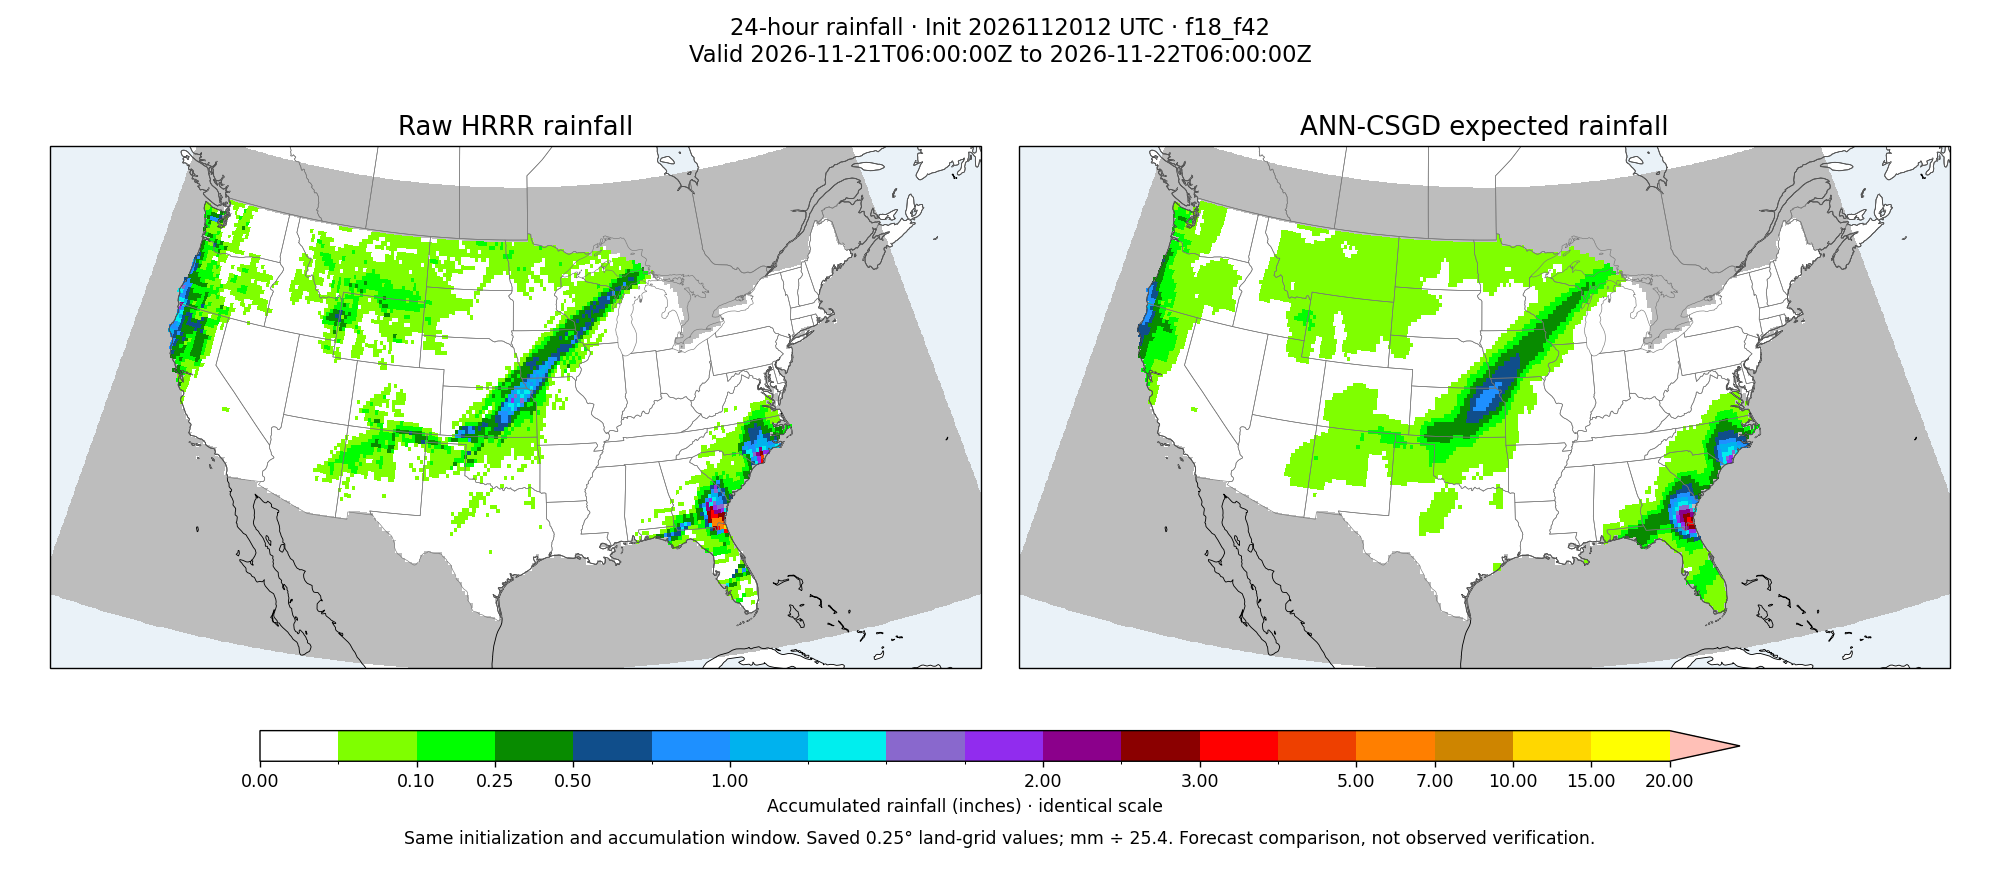 24-hour rainfall · Init 2026112012 UTC · f18_f42
Valid 2026-11-21T06:00:00Z to 2026-11-22T06:00:00Z
Raw HRRR rainfall
ANN-CSGD expected rainfall
0.00 0.10 0.25 0.50 1.00 2.00 3.00 5.00 7.00 10.00 15.00 20.00
Accumulated rainfall (inches) · identical scale
Same initialization and accumulation window. Saved 0.25° land-grid values; mm ÷ 25.4. Forecast comparison, not observed verification.